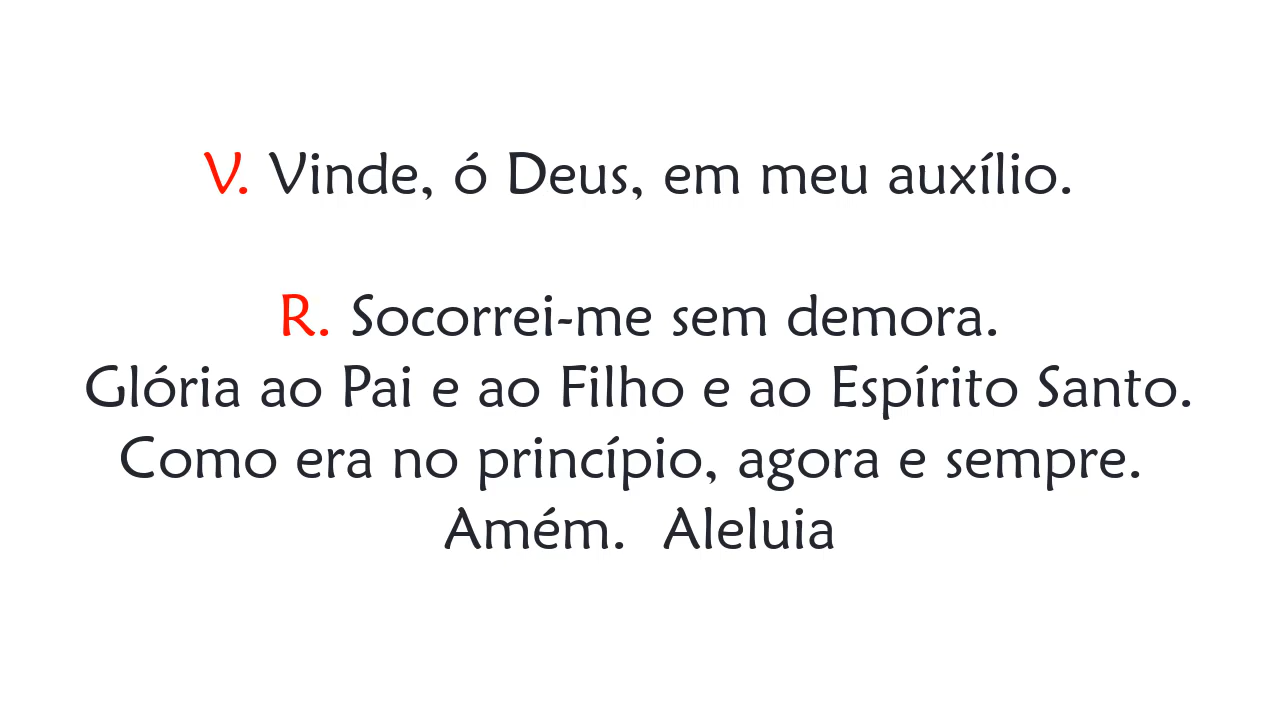 V. Vinde, ó Deus, em meu auxílio.
R. Socorrei-me sem demora.
Glória ao Pai e ao Filho e ao Espírito Santo.
Como era no princípio, agora e sempre.
Amém. Aleluia